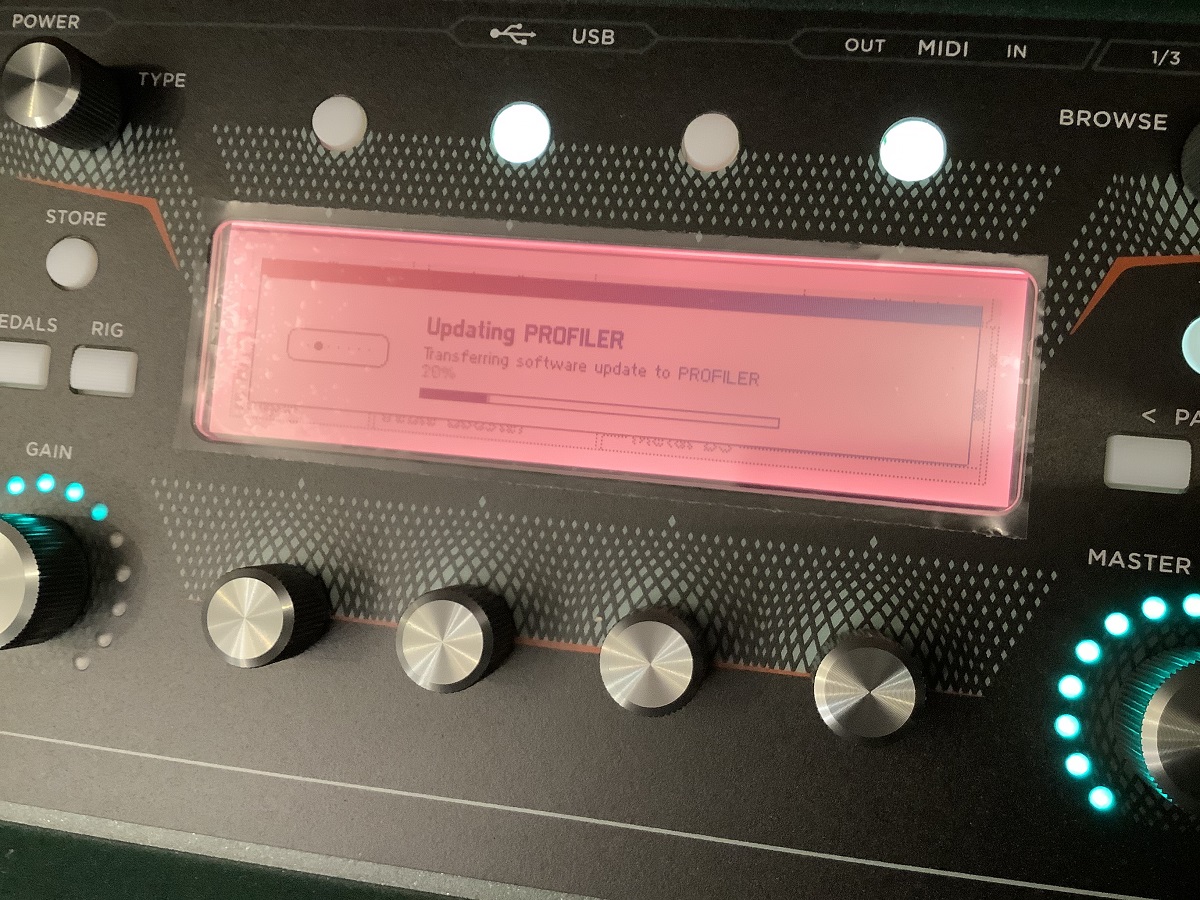 POWER
USB
OUT MIDI IN
1/3
TYPE
BROWSE
STORE
EDALS
RIG
Updating PROFILER
Transferring software update to PROFILER
20%
< PA
GAIN
MASTER